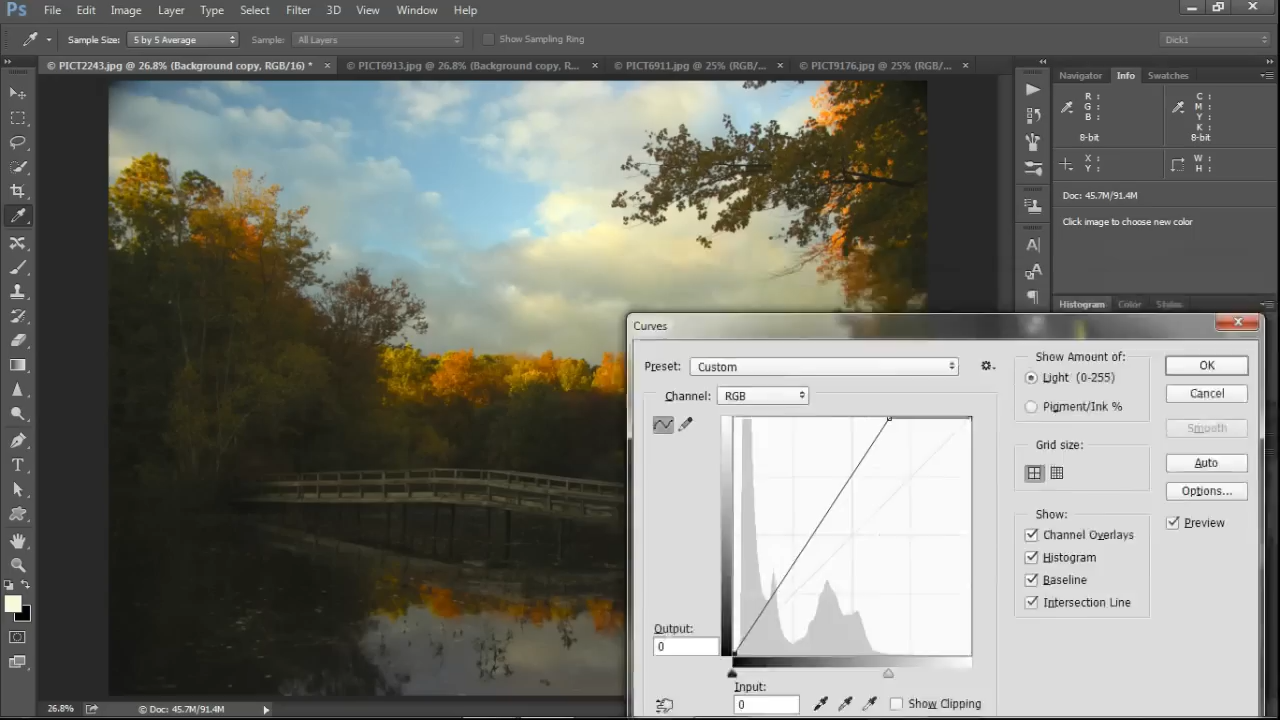 Ps File Edit Image Layer Type Select Filter 3D View Window Help
Sample Size: 5 by 5 Average Sample: All Layers Show Sampling Ring Dick1
© PICT2243.jpg @ 26.8% (Background copy, RGB/16) * © PICT6913.jpg @ 26.8% (Background copy, R... © PICT6911.jpg @ 25% (RGB/... © PICT9176.jpg @ 25% (RGB/...
Navigator Info Swatches
R : C :
G : M :
B : Y :
K :
8-bit 8-bit
X : W :
Y : H :
Doc: 45.7M/91.4M
Click image to choose new color
Histogram Color Styles
Curves
Preset: Custom
Channel: RGB
Show Amount of:
Light (0-255)
Pigment/Ink %
Grid size:
Show:
Channel Overlays
Histogram
Baseline
Intersection Line
OK
Cancel
Smooth
Auto
Options...
Preview
Output:
0
Input:
0
Show Clipping
26.8% © Doc: 45.7M/91.4M